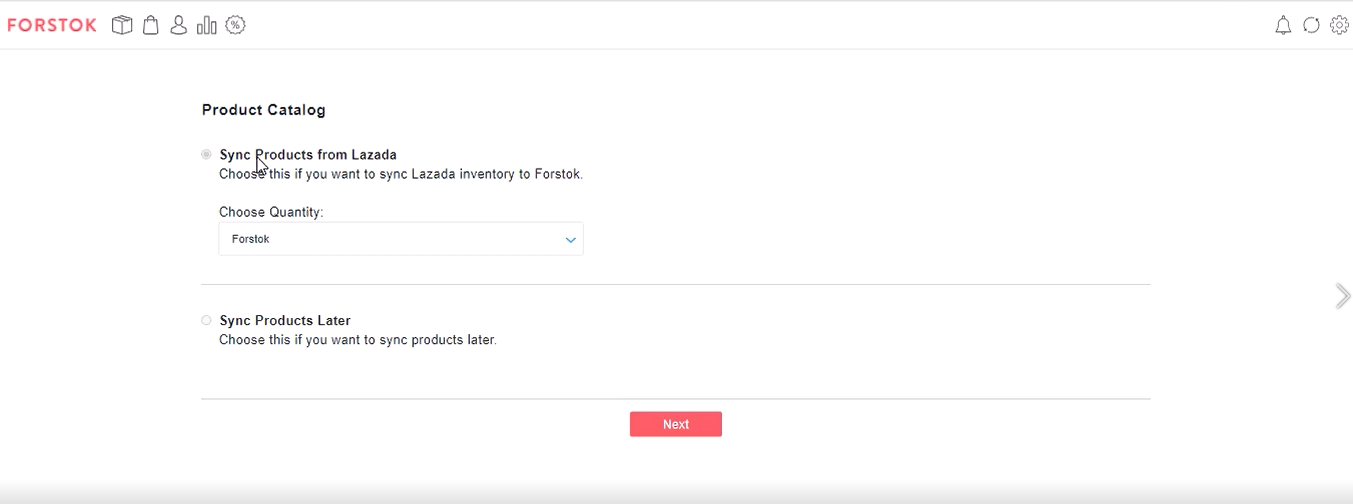 FORSTOK
Product Catalog
Sync Products from Lazada
Choose this if you want to sync Lazada inventory to Forstok.
Choose Quantity:
Forstok
Sync Products Later
Choose this if you want to sync products later.
Next